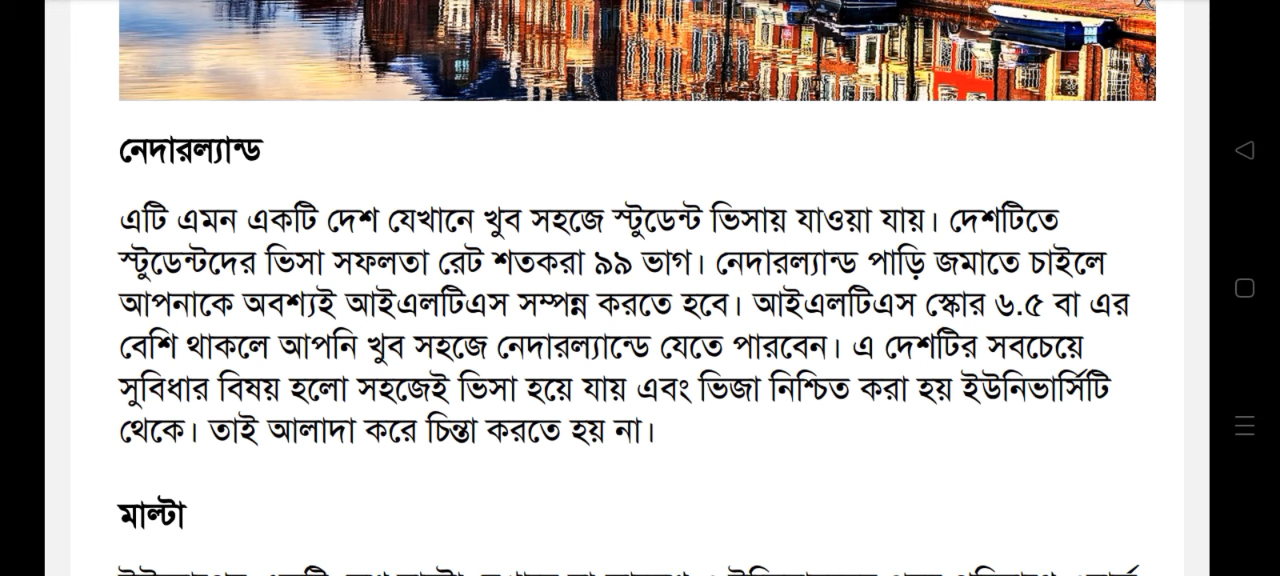 নেদারল্যান্ড
এটি এমন একটি দেশ যেখানে খুব সহজে স্টুডেন্ট ভিসায় যাওয়া যায়। দেশটিতে
স্টুডেন্টদের ভিসা সফলতা রেট শতকরা ৯৯ ভাগ। নেদারল্যান্ড পাড়ি জমাতে চাইলে
আপনাকে অবশ্যই আইএলটিএস সম্পন্ন করতে হবে। আইএলটিএস স্কোর ৬.৫ বা এর
বেশি থাকলে আপনি খুব সহজে নেদারল্যান্ডে যেতে পারবেন। এ দেশটির সবচেয়ে
সুবিধার বিষয় হলো সহজেই ভিসা হয়ে যায় এবং ভিজা নিশ্চিত করা হয় ইউনিভার্সিটি
থেকে। তাই আলাদা করে চিন্তা করতে হয় না।
মাল্টা